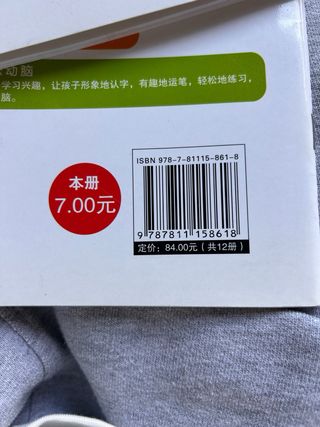 动脑
学习兴趣，让孩子形象地认字，有趣地运笔，轻松地练习，
脑。
ISBN 978-7-81115-861-8
本册
7.00元
9 787811 158618
定价：84.00元（共12册）